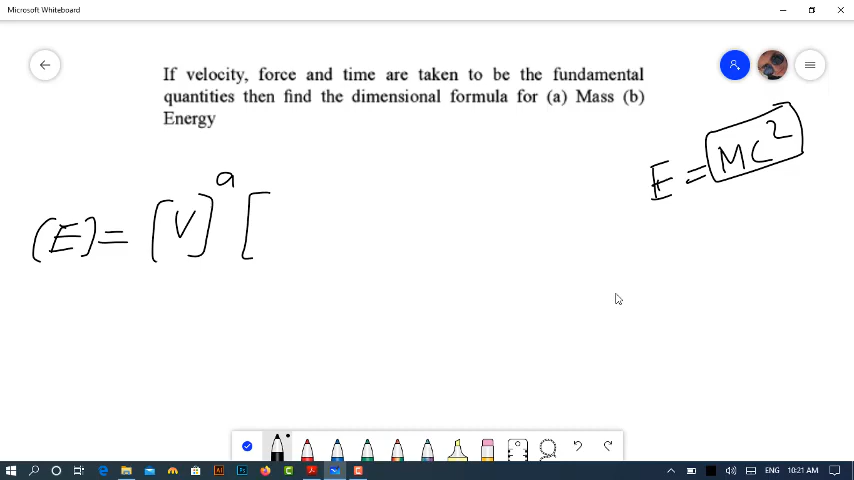 Microsoft Whiteboard
If velocity, force and time are taken to be the fundamental
quantities then find the dimensional formula for (a) Mass (b)
Energy
E = MC²
(E) = [V]ᵃ [
ENG 10:21 AM